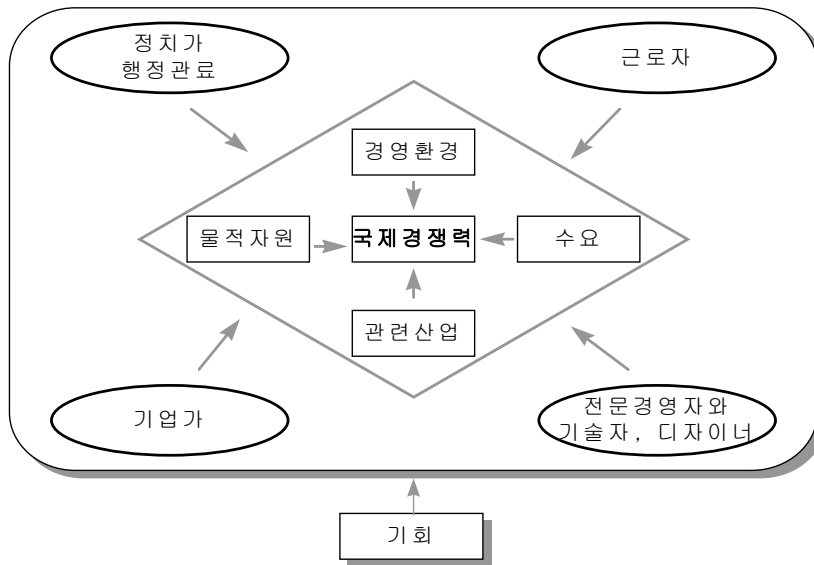 정치가
행정관료
근로자
경영환경
물적자원
국제경쟁력
수요
관련산업
기업가
전문경영자와
기술자, 디자이너
기회